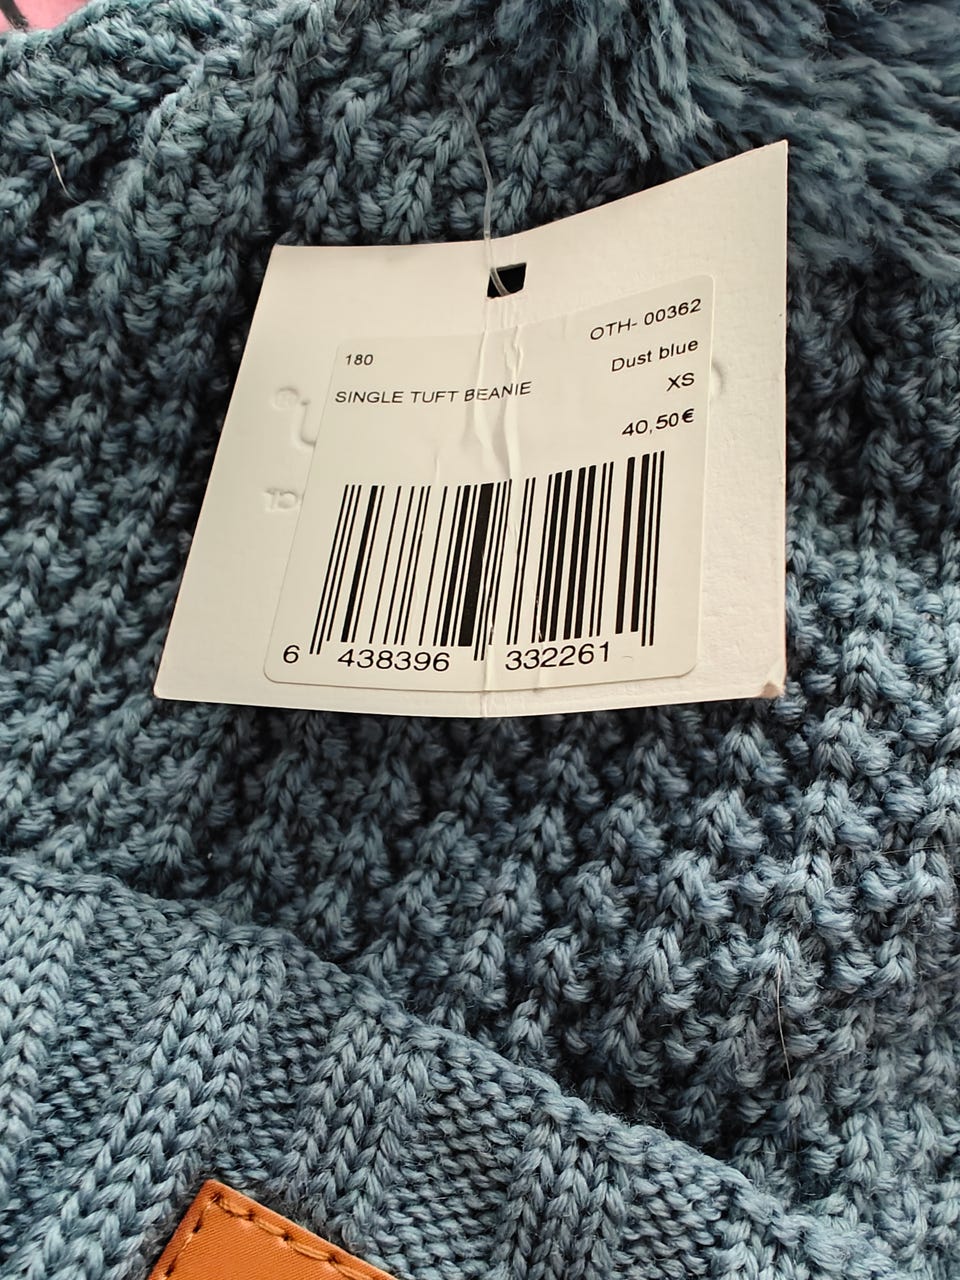 OTH- 00362
180
Dust blue
SINGLE TUFT BEANIE
XS
40,50€
6 438396 332261